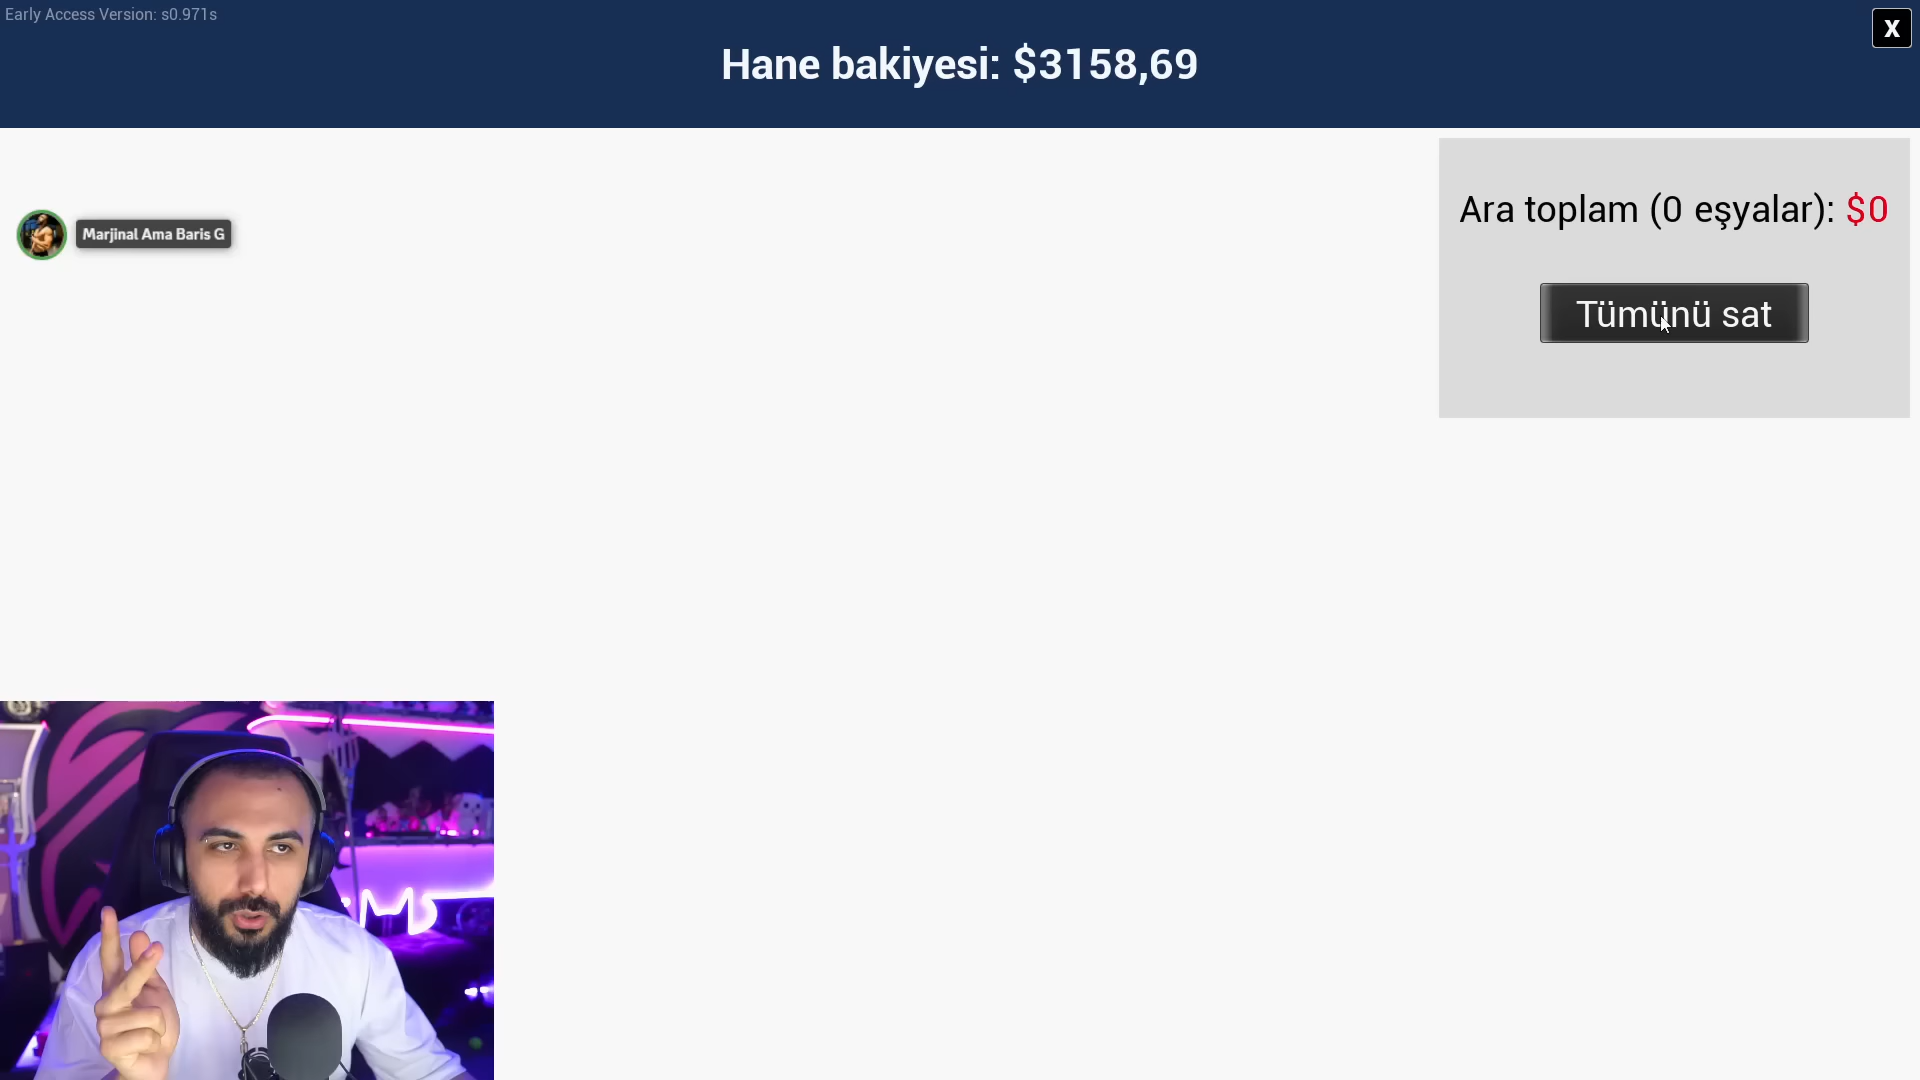 Early Access Version: s0.971s
X
Hane bakiyesi: $3158,69
Ara toplam (0 eşyalar): $0
Marjinal Ama Baris G
Tümünü sat